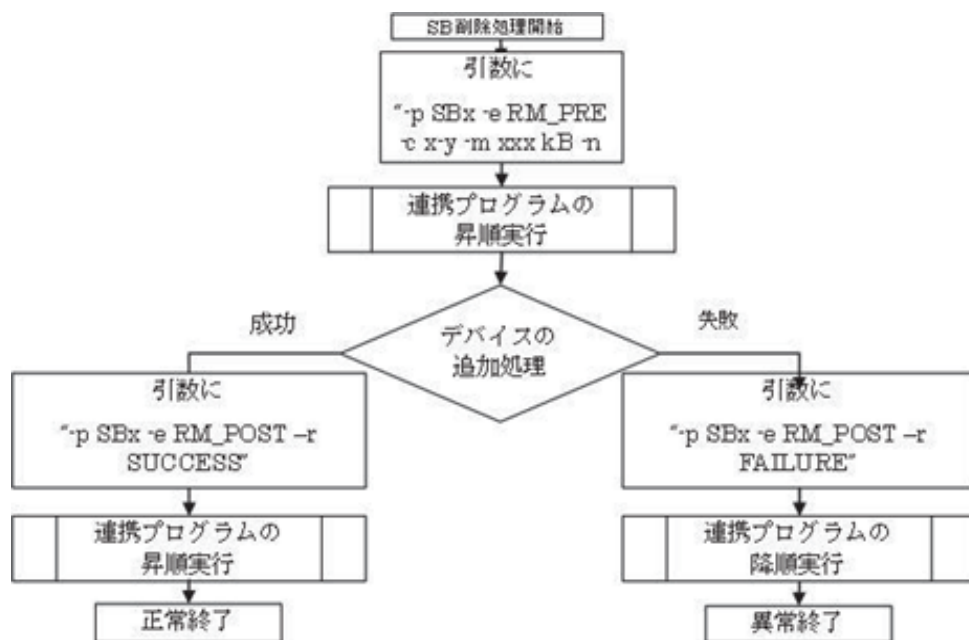 SB削除処理開始
引数に
"-p SBx -e RM_PRE
-c x-y -m xxx kB -n
連携プログラムの
昇順実行
成功
デバイスの
追加処理
失敗
引数に
"-p SBx -e RM_POST –r
SUCCESS"
引数に
"-p SBx -e RM_POST –r
FAILURE"
連携プログラムの
昇順実行
連携プログラムの
降順実行
正常終了
異常終了